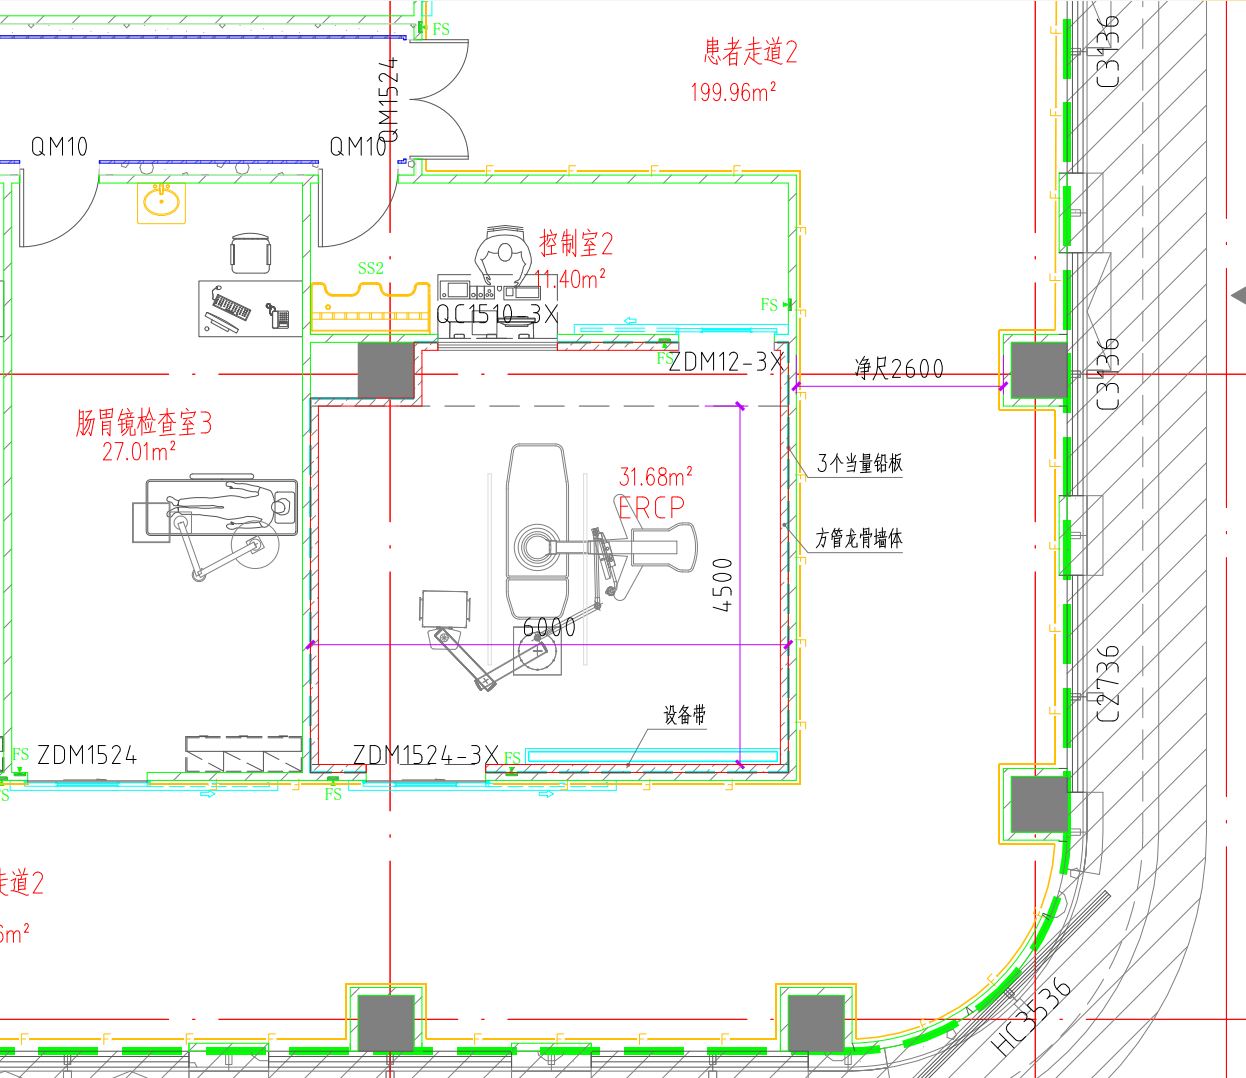 FS
患者走道2
199.96m²
C3136
QM1524
QM10
QM10
控制室2
11.40m²
SS2
FS
QC1510-3X
FS
ZDM12-3X
净尺2600
C3136
肠胃镜检查室3
27.01m²
3个当量铅板
31.68m²
ERCP
方管龙骨墙体
4500
6000
C2736
设备带
FS
ZDM1524
ZDM1524-3X
FS
FS
FS
走道2
6m²
HC3536